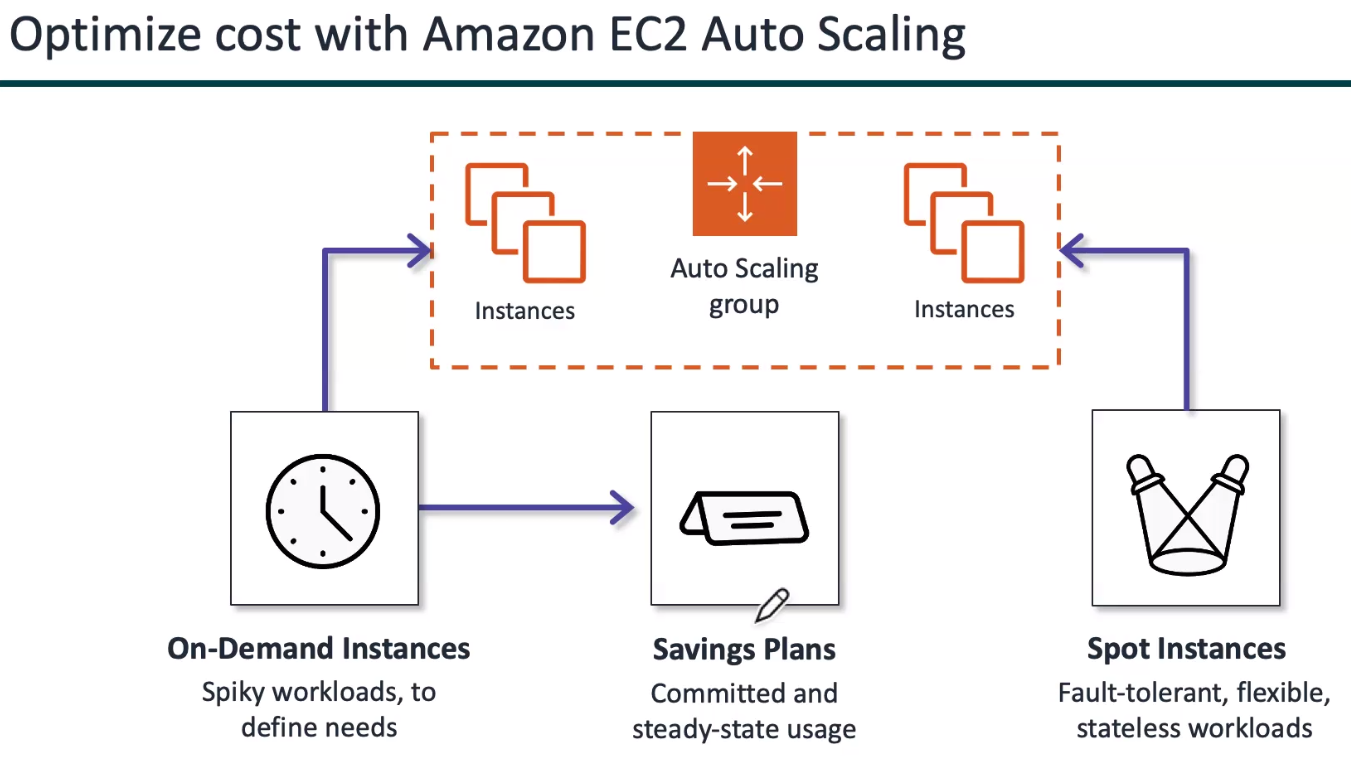 Optimize cost with Amazon EC2 Auto Scaling
Instances
Auto Scaling
group
Instances
On-Demand Instances
Spiky workloads, to
define needs
Savings Plans
Committed and
steady-state usage
Spot Instances
Fault-tolerant, flexible,
stateless workloads